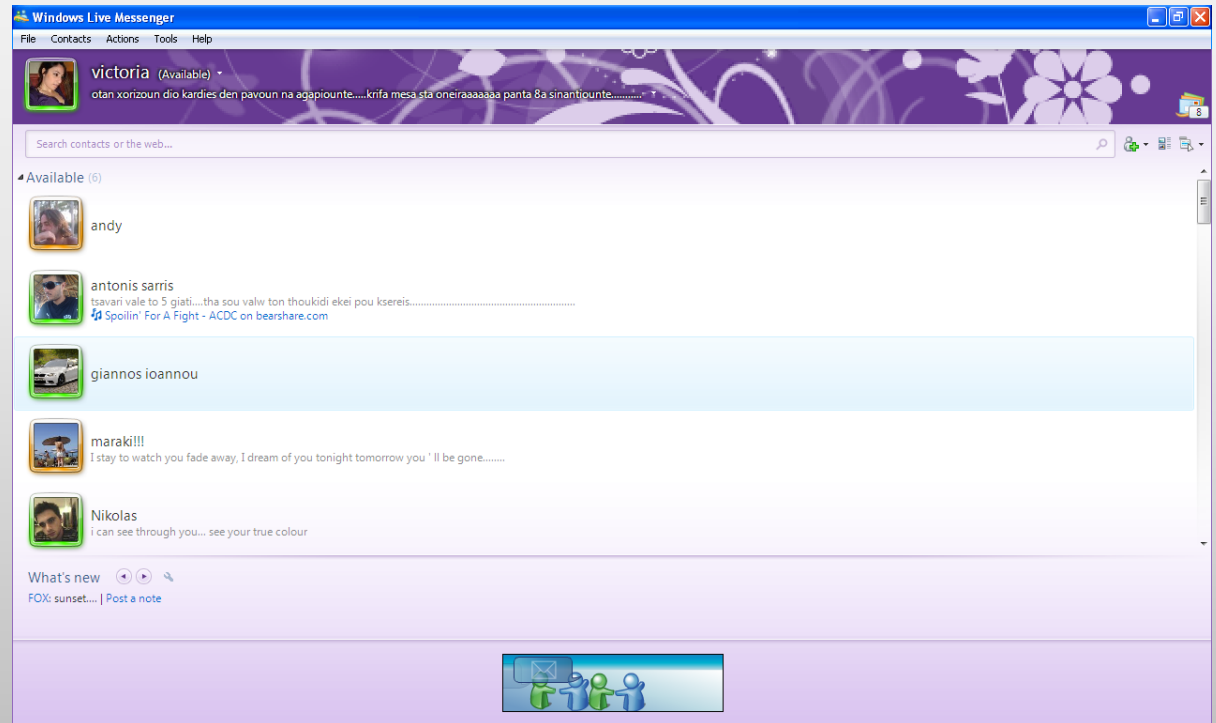 Windows Live Messenger
File Contacts Actions Tools Help
victoria (Available)
otan xorizoun dio kardies den pavoun na agapiounte.....krifa mesa sta oneiraaaaaaa panta 8a sinantiounte...........
8
Search contacts or the web...
Available (6)
andy
antonis sarris
tsavari vale to 5 giati....tha sou valw ton thoukidi ekei pou ksereis...........................................................
Spoilin' For A Fight - ACDC on bearshare.com
giannos ioannou
maraki!!!
I stay to watch you fade away, I dream of you tonight tomorrow you ' ll be gone........
Nikolas
i can see through you... see your true colour
What's new
FOX: sunset.... | Post a note